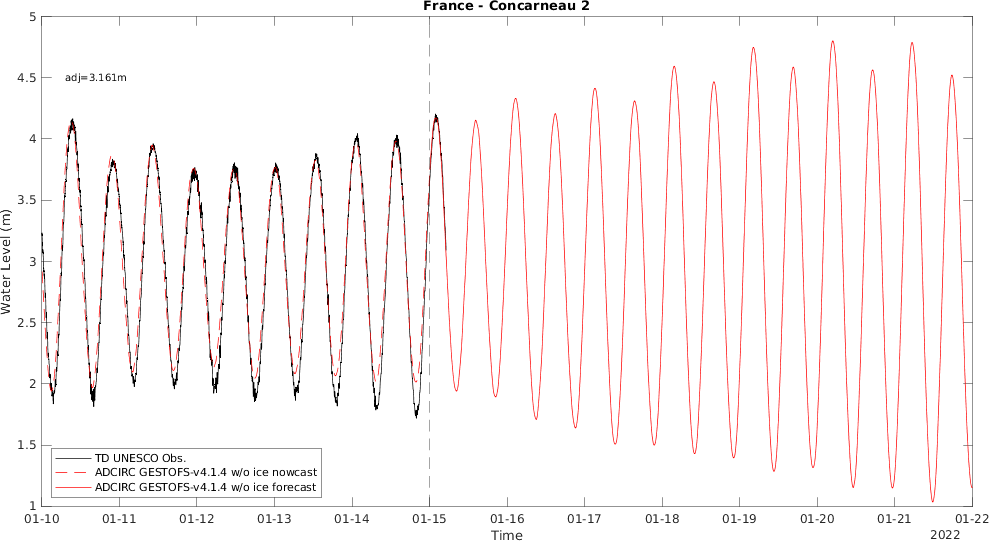 France - Concarneau 2
5
4.5
4
3.5
3
2.5
2
1.5
1
Water Level (m)
adj=3.161m
TD UNESCO Obs.
ADCIRC GESTOFS-v4.1.4 w/o ice nowcast
ADCIRC GESTOFS-v4.1.4 w/o ice forecast
01-10 01-11 01-12 01-13 01-14 01-15 01-16 01-17 01-18 01-19 01-20 01-21 01-22
Time
2022